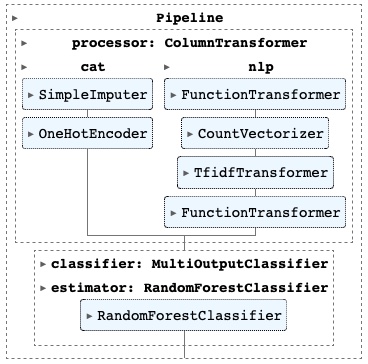 Pipeline
processor: ColumnTransformer
cat nlp
SimpleImputer FunctionTransformer
OneHotEncoder CountVectorizer
TfidfTransformer
FunctionTransformer
classifier: MultiOutputClassifier
estimator: RandomForestClassifier
RandomForestClassifier